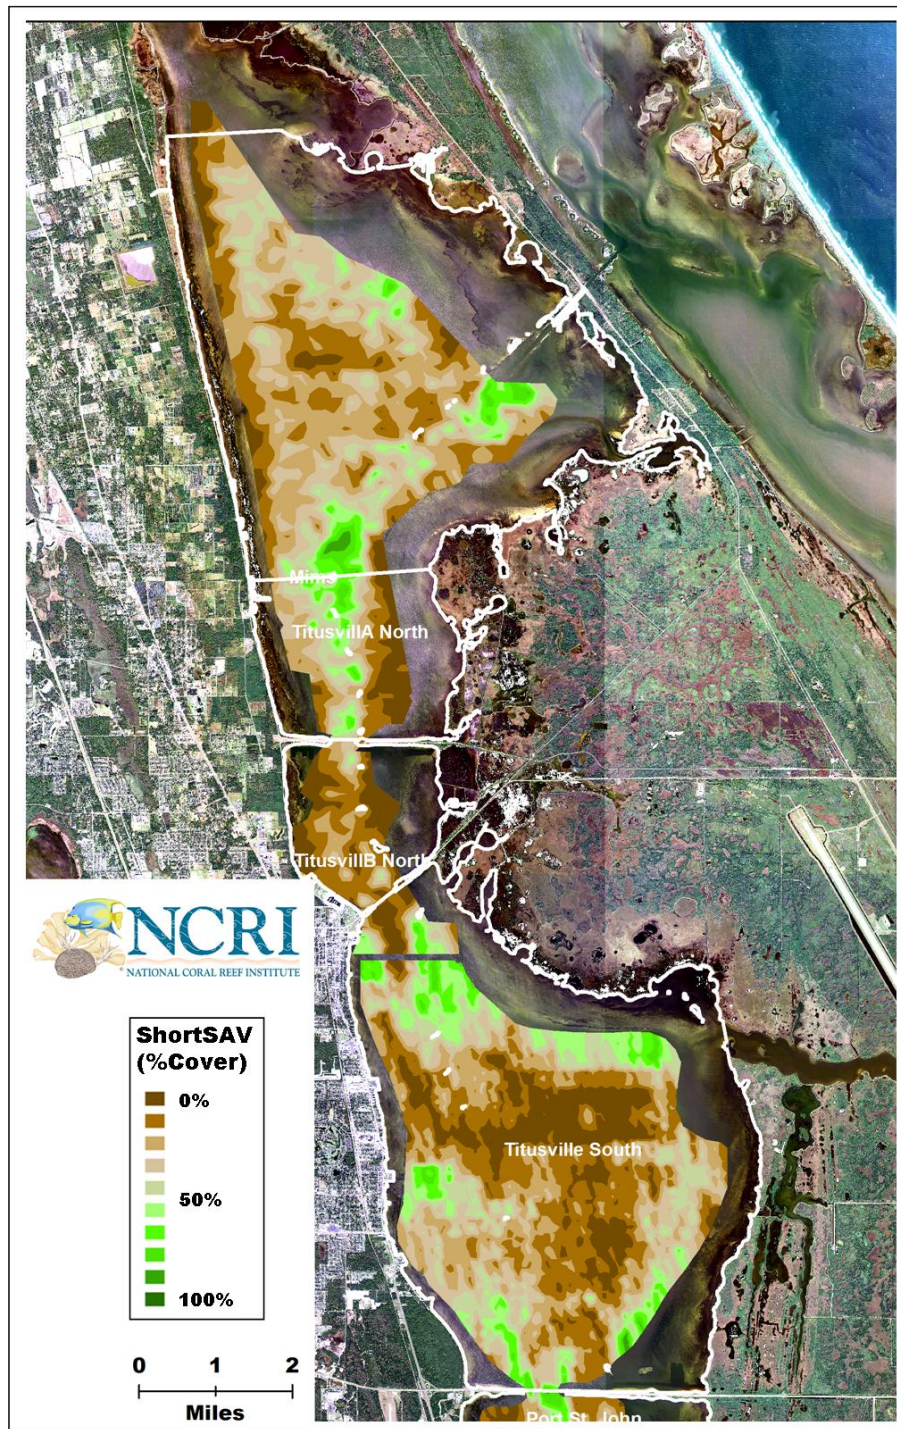 Mims
TitusvillA North
TitusvillB North
NCRI
NATIONAL CORAL REEF INSTITUTE
ShortSAV
(%Cover)
0%
50%
100%
Titusville South
0 1 2
Miles
Port St. John